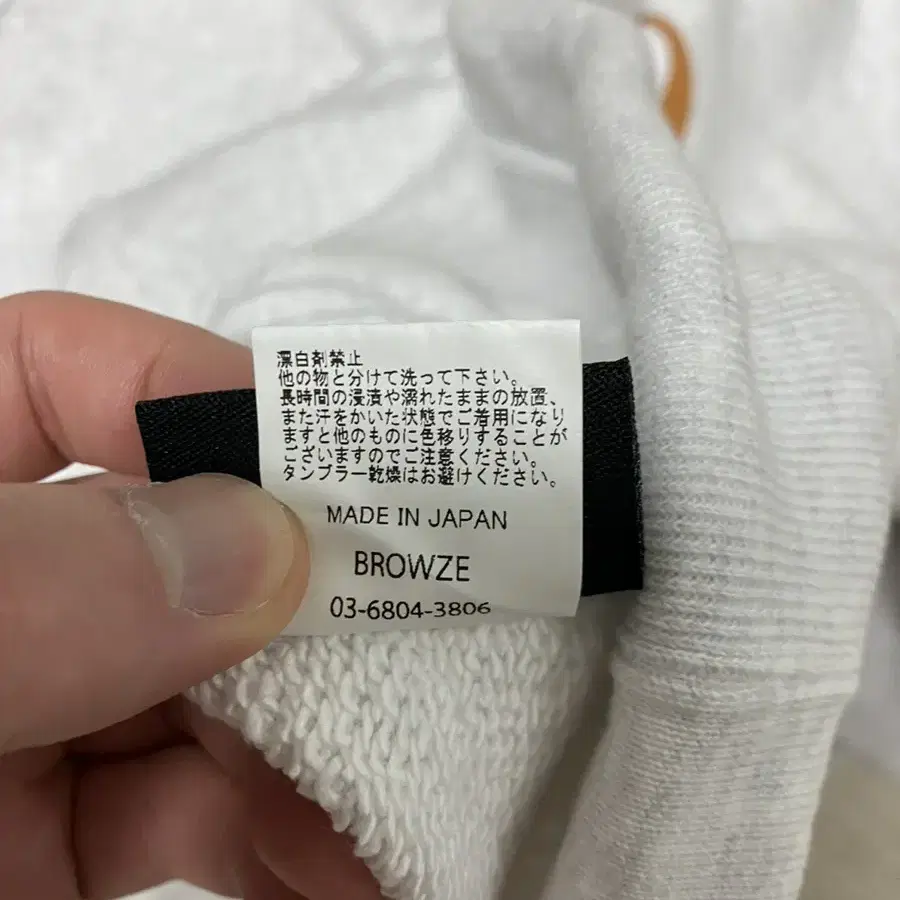 漂白剤禁止
他の物と分けて洗って下さい。
長時間の浸漬や濡れたままの放置、
また汗をかいた状態でご着用になり
ますと他のものに色移りすることが
ございますのでご注意ください。
タンブラー乾燥はお避けください。
MADE IN JAPAN
BROWZE
03-6804-3806